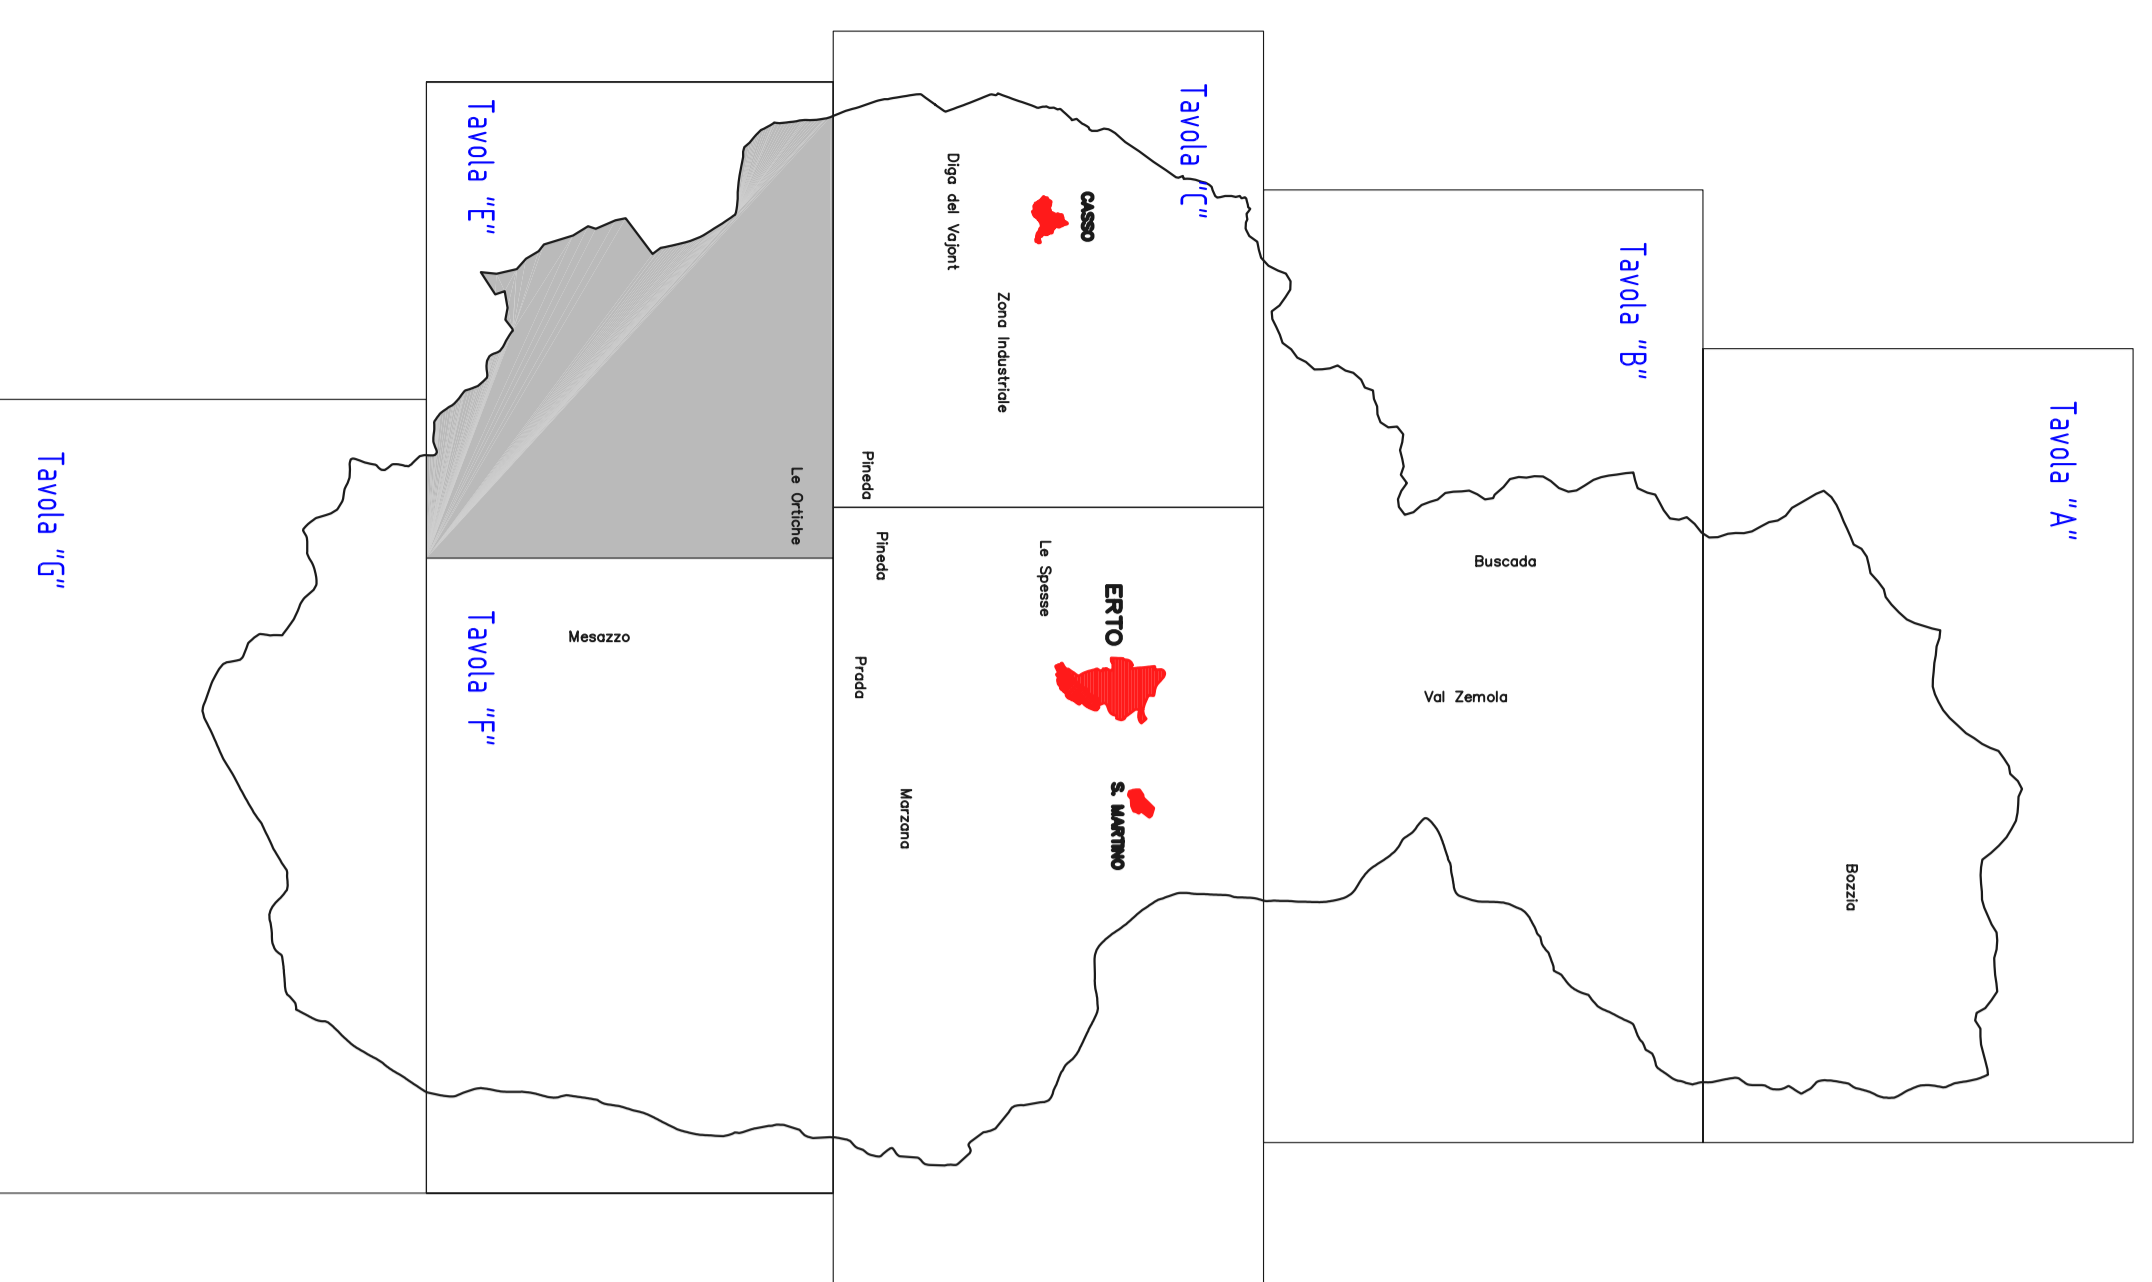 Tavola "A"
Bozzia
Tavola "B"
Buscada
Val Zemola
Tavola "C"
CASSO
Diga del Vajont
Zona Industriale
Pineda
Le Spesse
ERTO
S. MARTINO
Pineda
Prada
Marzana
Tavola "E"
Le Ortiche
Tavola "F"
Mesazzo
Tavola "G"